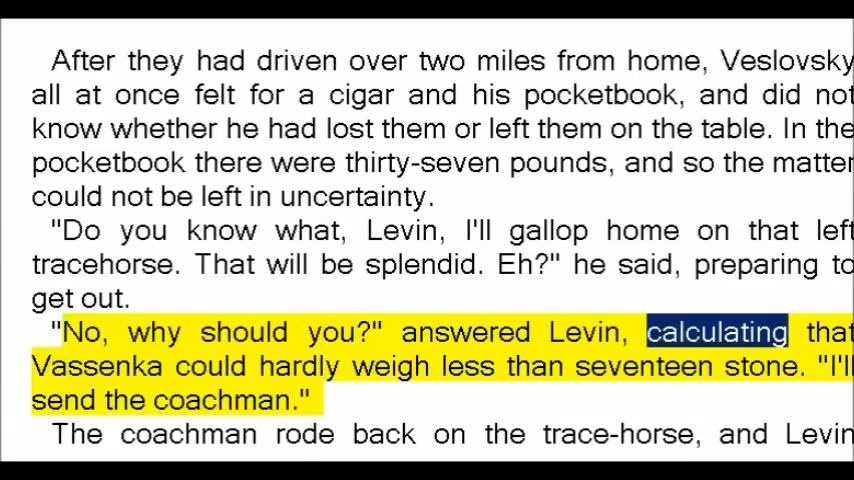 After they had driven over two miles from home, Veslovsky
all at once felt for a cigar and his pocketbook, and did not
know whether he had lost them or left them on the table. In the
pocketbook there were thirty-seven pounds, and so the matter
could not be left in uncertainty.
"Do you know what, Levin, I'll gallop home on that left
tracehorse. That will be splendid. Eh?" he said, preparing to
get out.
"No, why should you?" answered Levin, calculating that
Vassenka could hardly weigh less than seventeen stone. "I'll
send the coachman."
The coachman rode back on the trace-horse, and Levin